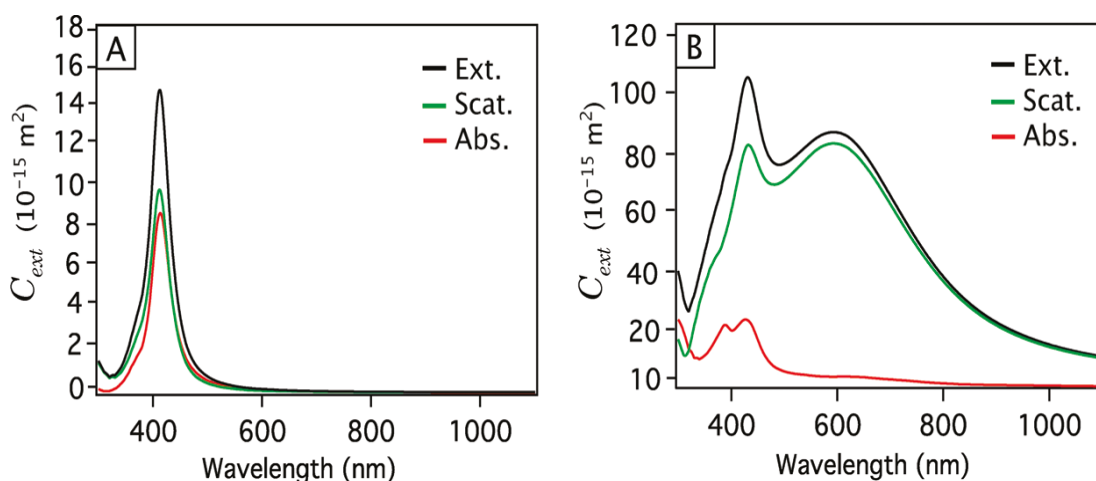 A
Ext.
Scat.
Abs.
18
16
14
12
10
8
6
4
2
0
C_ext (10⁻¹⁵ m²)
400 600 800 1000
Wavelength (nm)
B
Ext.
Scat.
Abs.
120
100
80
60
40
20
10
C_ext (10⁻¹⁵ m²)
400 600 800 1000
Wavelength (nm)